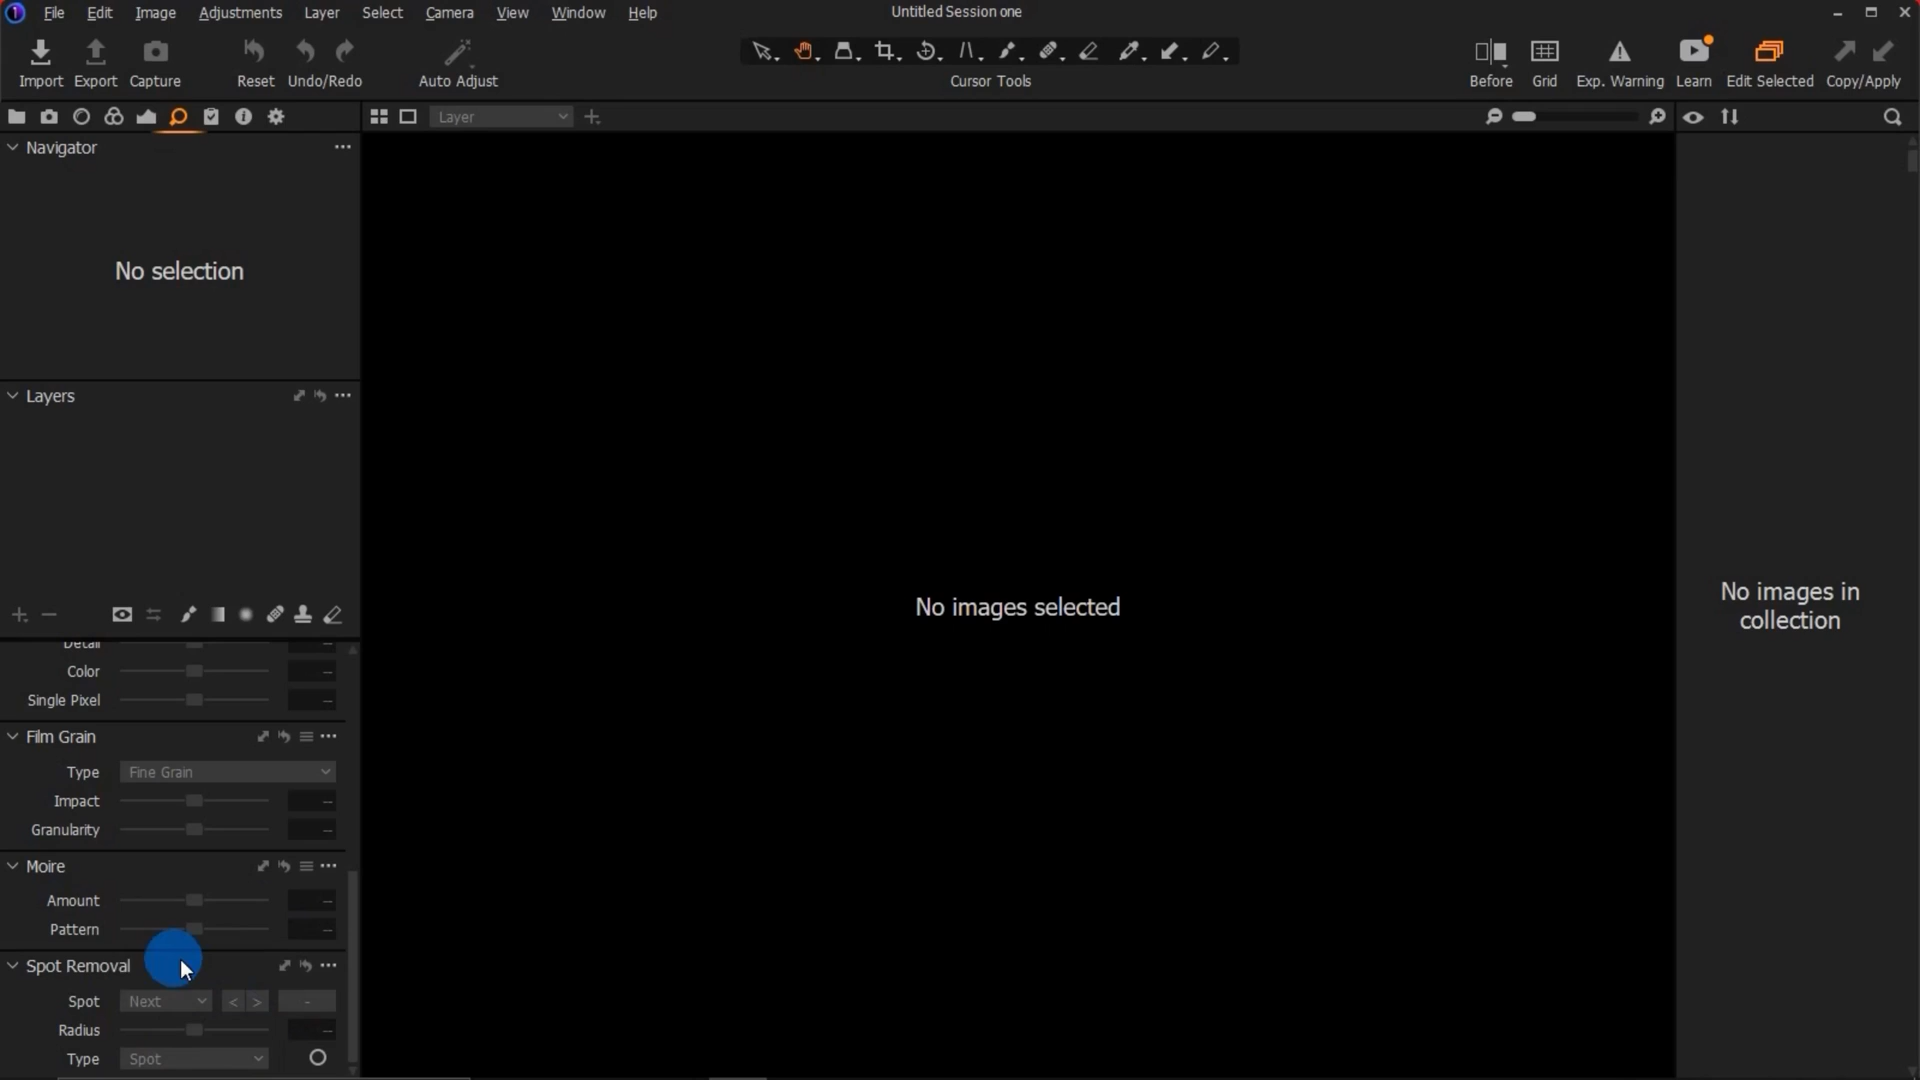 File Edit Image Adjustments Layer Select Camera View Window Help
Untitled Session one
Import Export Capture Reset Undo/Redo Auto Adjust Cursor Tools Before Grid Exp. Warning Learn Edit Selected Copy/Apply
Layer
Navigator
No selection
Layers
Detail
Color
Single Pixel
Film Grain
Type Fine Grain
Impact
Granularity
Moire
Amount
Pattern
Spot Removal
Spot Next < > -
Radius
Type Spot
No images selected
No images in
collection